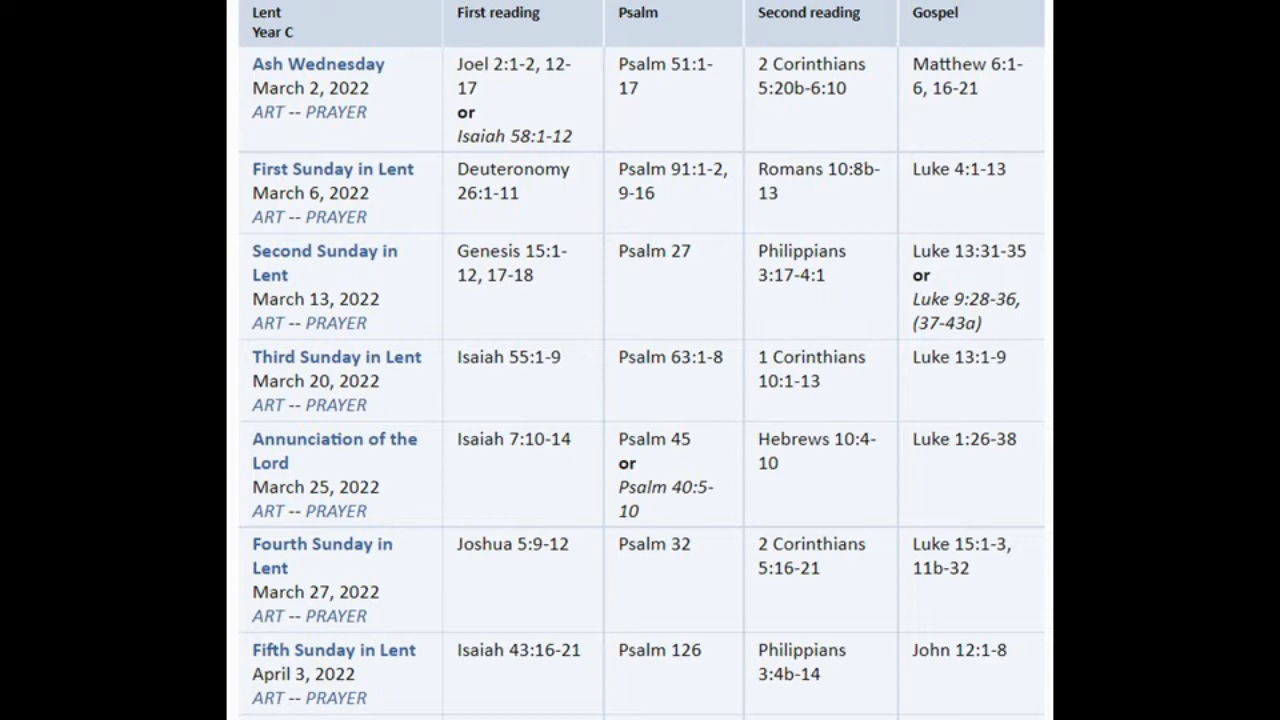 Lent
Year C
First reading
Psalm
Second reading
Gospel
Ash Wednesday
March 2, 2022
ART -- PRAYER
Joel 2:1-2, 12-
17
or
Isaiah 58:1-12
Psalm 51:1-
17
2 Corinthians
5:20b-6:10
Matthew 6:1-
6, 16-21
First Sunday in Lent
March 6, 2022
ART -- PRAYER
Deuteronomy
26:1-11
Psalm 91:1-2,
9-16
Romans 10:8b-
13
Luke 4:1-13
Second Sunday in
Lent
March 13, 2022
ART -- PRAYER
Genesis 15:1-
12, 17-18
Psalm 27
Philippians
3:17-4:1
Luke 13:31-35
or
Luke 9:28-36,
(37-43a)
Third Sunday in Lent
March 20, 2022
ART -- PRAYER
Isaiah 55:1-9
Psalm 63:1-8
1 Corinthians
10:1-13
Luke 13:1-9
Annunciation of the
Lord
March 25, 2022
ART -- PRAYER
Isaiah 7:10-14
Psalm 45
or
Psalm 40:5-
10
Hebrews 10:4-
10
Luke 1:26-38
Fourth Sunday in
Lent
March 27, 2022
ART -- PRAYER
Joshua 5:9-12
Psalm 32
2 Corinthians
5:16-21
Luke 15:1-3,
11b-32
Fifth Sunday in Lent
April 3, 2022
ART -- PRAYER
Isaiah 43:16-21
Psalm 126
Philippians
3:4b-14
John 12:1-8